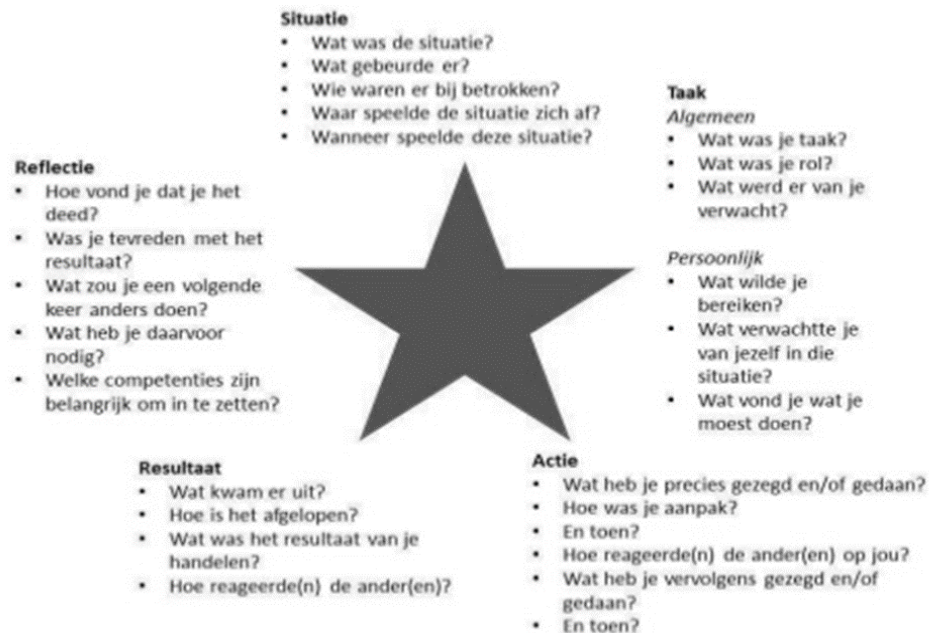 Situatie
• Wat was de situatie?
• Wat gebeurde er?
• Wie waren er bij betrokken?
• Waar speelde de situatie zich af?
• Wanneer speelde deze situatie?
Taak
Algemeen
• Wat was je taak?
• Wat was je rol?
• Wat werd er van je
verwacht?
Persoonlijk
• Wat wilde je
bereiken?
• Wat verwachtte je
van jezelf in die
situatie?
• Wat vond je wat je
moest doen?
Actie
• Wat heb je precies gezegd en/of gedaan?
• Hoe was je aanpak?
• En toen?
• Hoe reageerde(n) de ander(en) op jou?
• Wat heb je vervolgens gezegd en/of
gedaan?
• En toen?
Resultaat
• Wat kwam er uit?
• Hoe is het afgelopen?
• Wat was het resultaat van je
handelen?
• Hoe reageerde(n) de ander(en)?
Reflectie
• Hoe vond je dat je het
deed?
• Was je tevreden met het
resultaat?
• Wat zou je een volgende
keer anders doen?
• Wat heb je daarvoor
nodig?
• Welke competenties zijn
belangrijk om in te zetten?